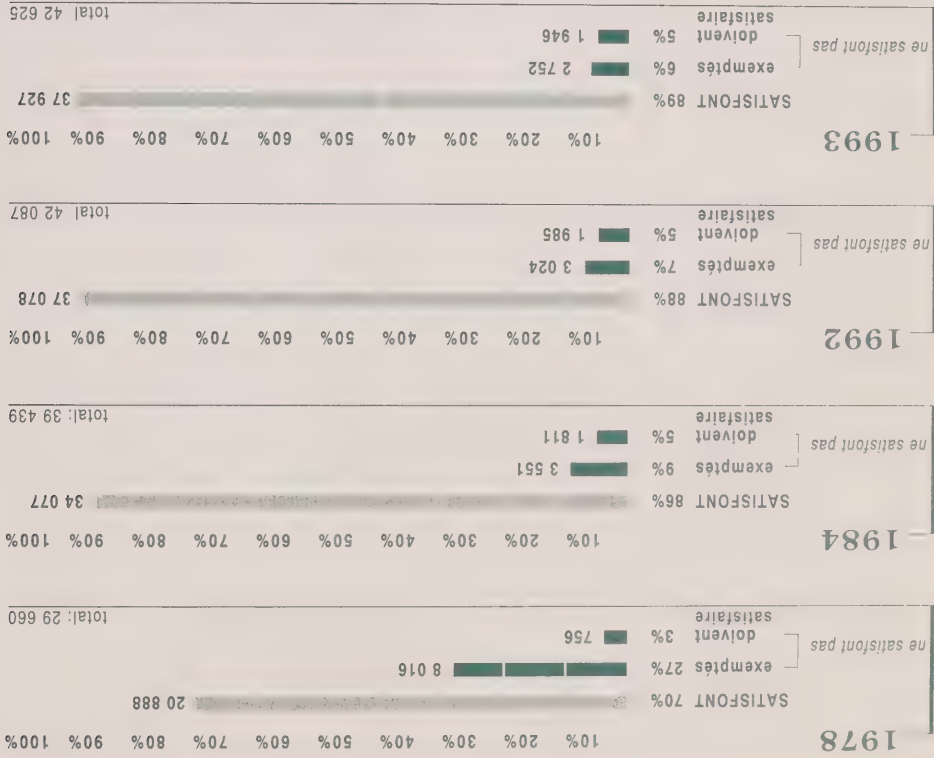 1978
10% 20% 30% 40% 50% 60% 70% 80% 90% 100%
SATISFONT 70% 20 888
ne satisfont pas
exemptés 27% 8 016
doivent 3% 756
satisfaire
total: 29 660
1984
10% 20% 30% 40% 50% 60% 70% 80% 90% 100%
SATISFONT 86% 34 077
exemptés 9% 3 551
ne satisfont pas
doivent 5% 1 811
satisfaire
total: 39 439
1992
10% 20% 30% 40% 50% 60% 70% 80% 90% 100%
SATISFONT 88% 37 078
exemptés 7% 3 024
ne satisfont pas
doivent 5% 1 985
satisfaire
total 42 087
1993
10% 20% 30% 40% 50% 60% 70% 80% 90% 100%
SATISFONT 89% 37 927
exemptés 6% 2 752
ne satisfont pas
doivent 5% 1 946
satisfaire
total 42 625